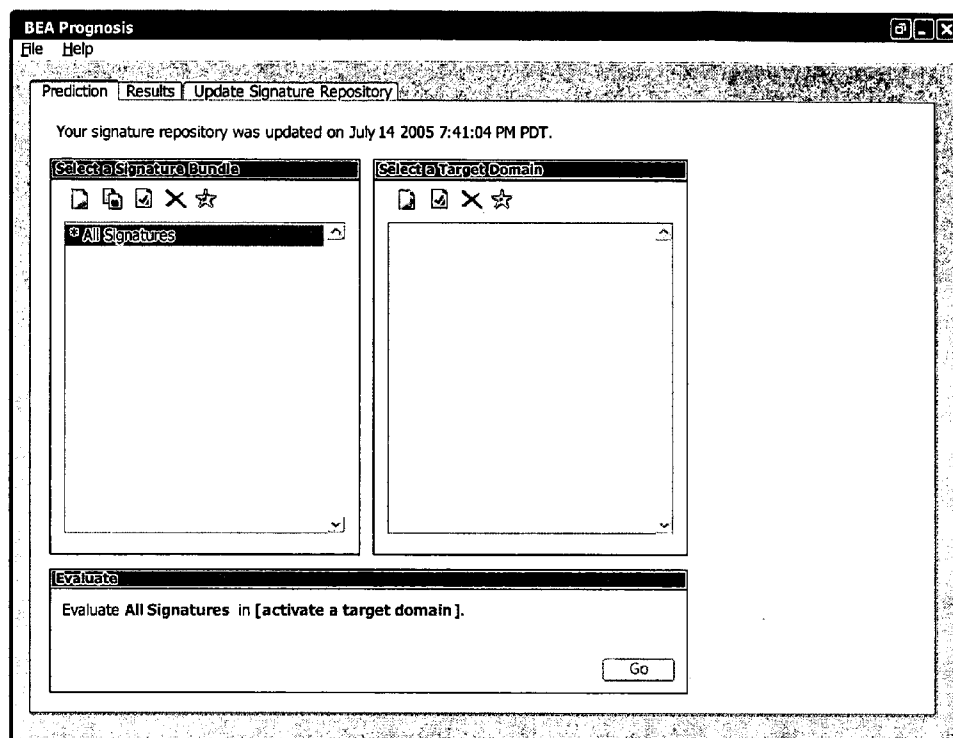 BEA Prognosis
File Help
Prediction Results Update Signature Repository
Your signature repository was updated on July 14 2005 7:41:04 PM PDT.
Select a Signature Bundle
Select a Target Domain
* All Signatures
Evaluate
Evaluate All Signatures in [activate a target domain].
Go